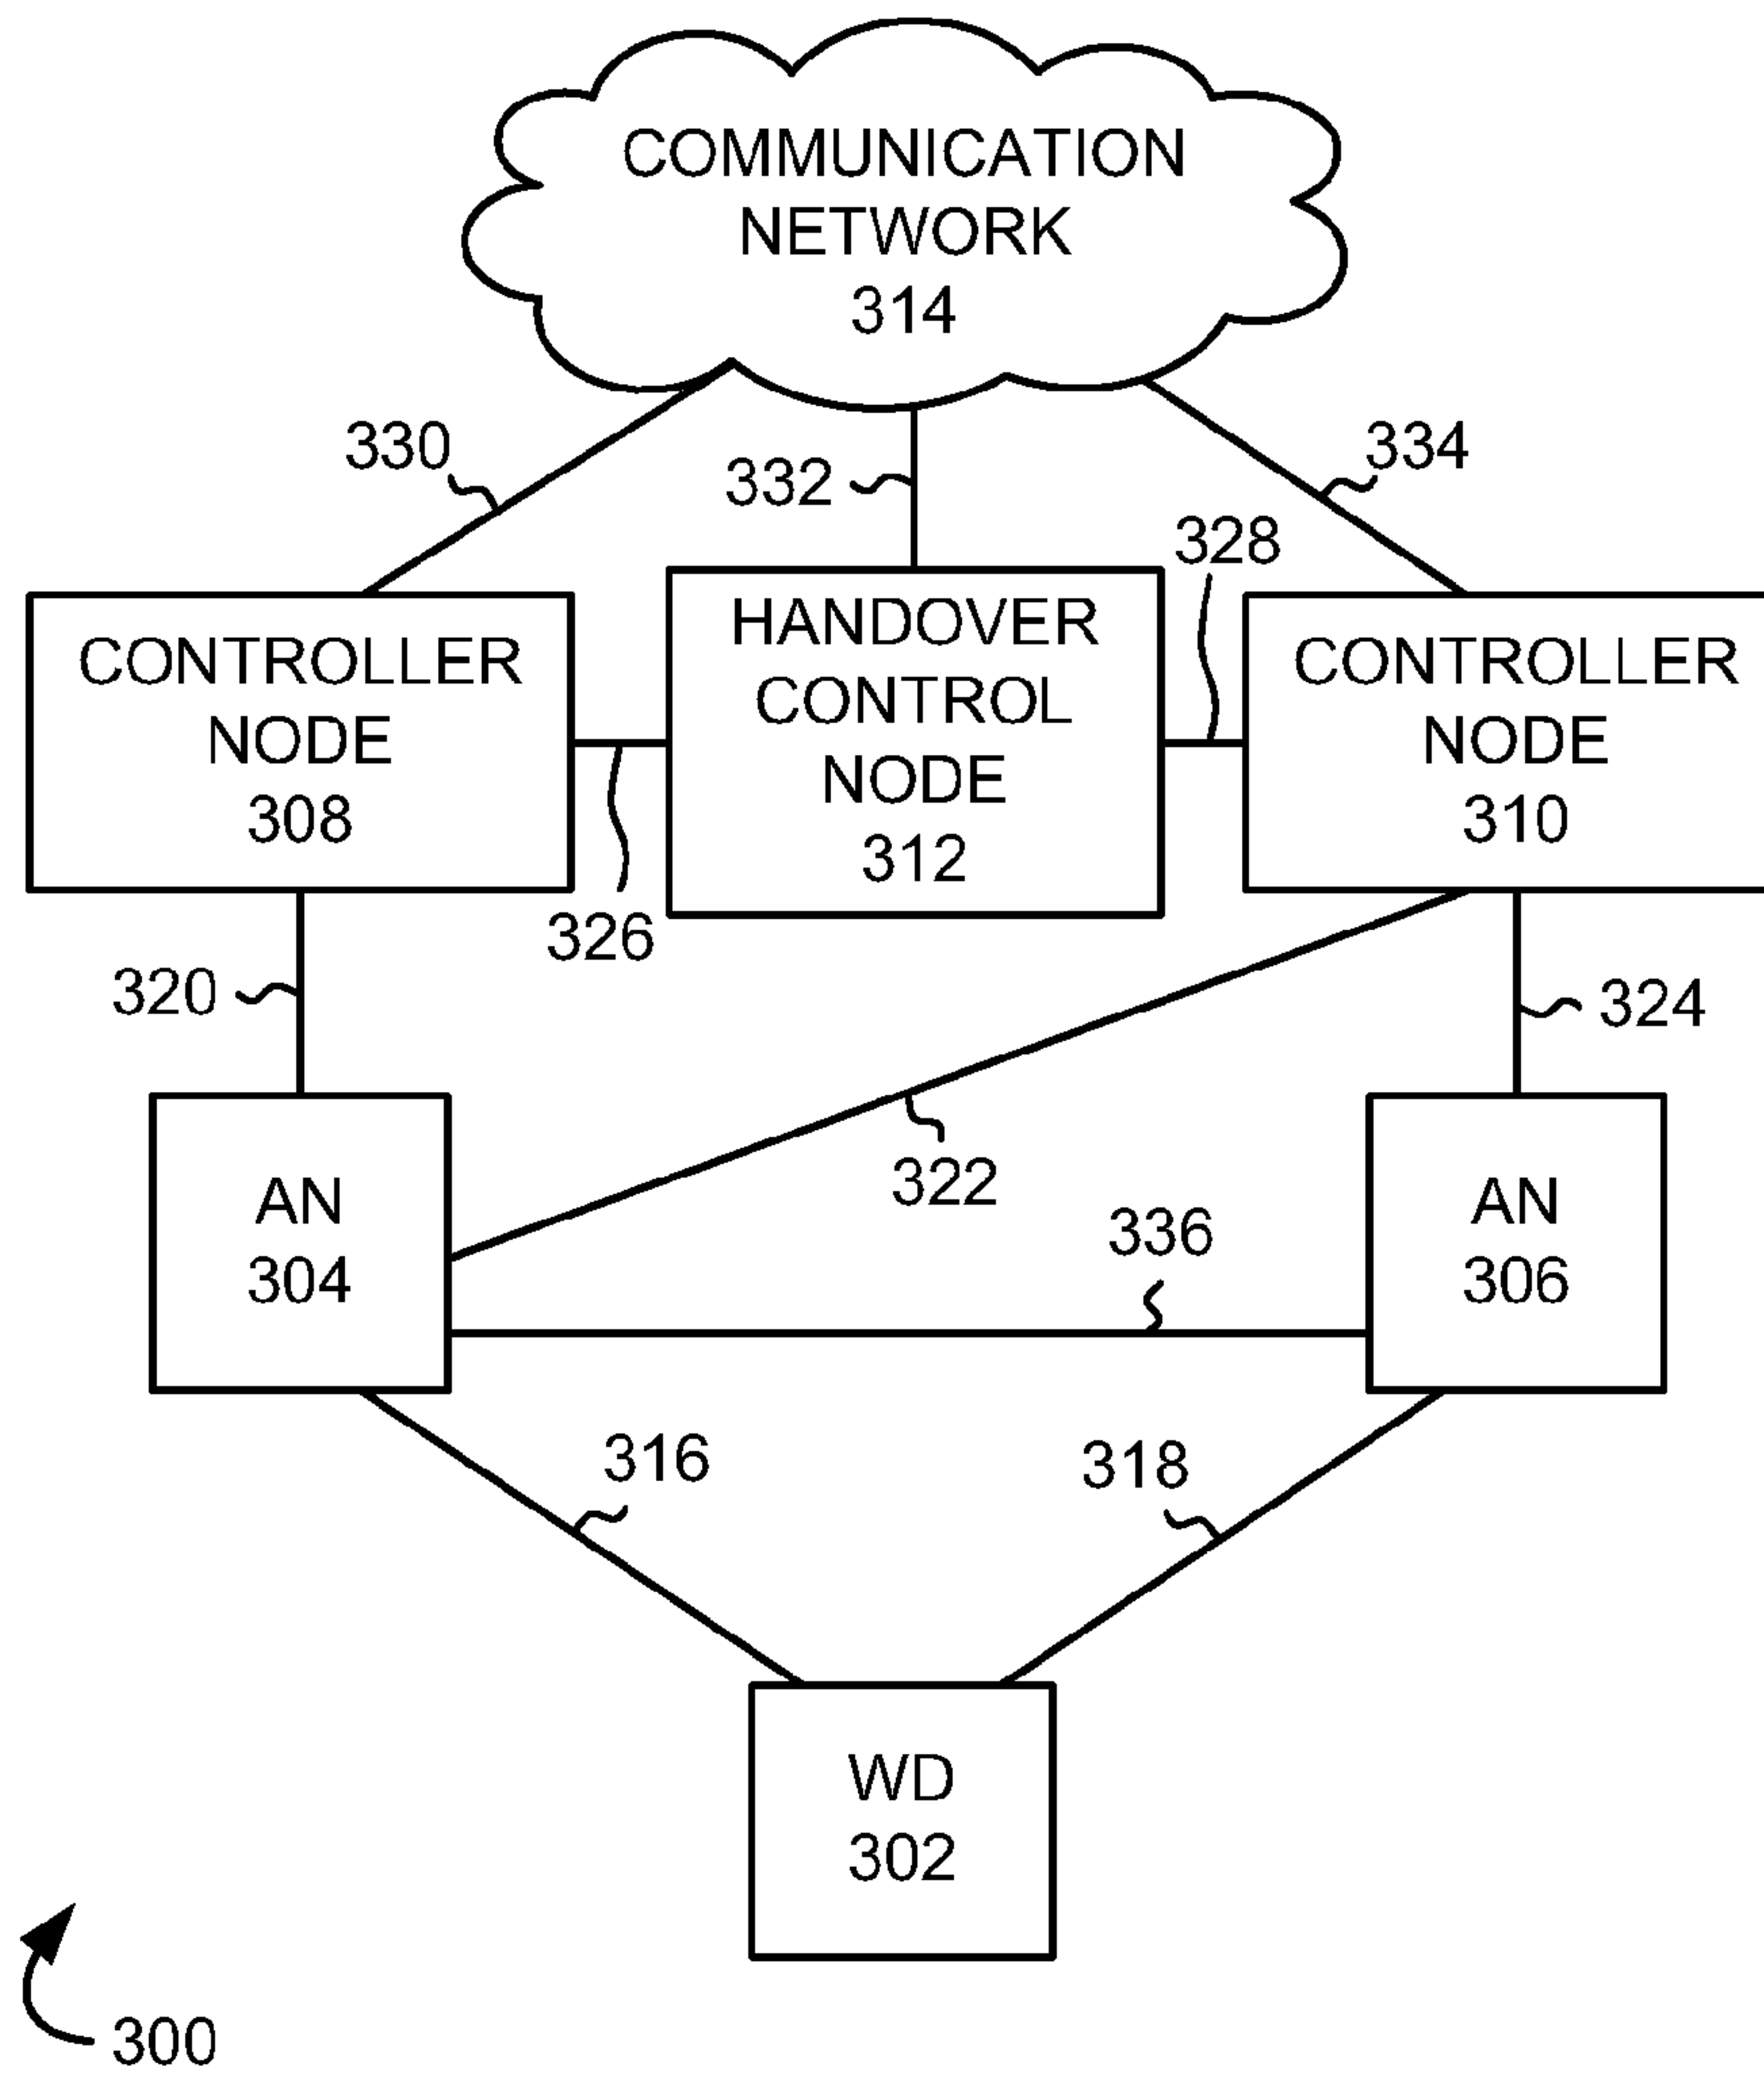 COMMUNICATION
NETWORK
314
330
332
334
328
CONTROLLER
NODE
308
HANDOVER
CONTROL
NODE
312
CONTROLLER
NODE
310
326
320
324
322
AN
304
336
AN
306
316
318
WD
302
300